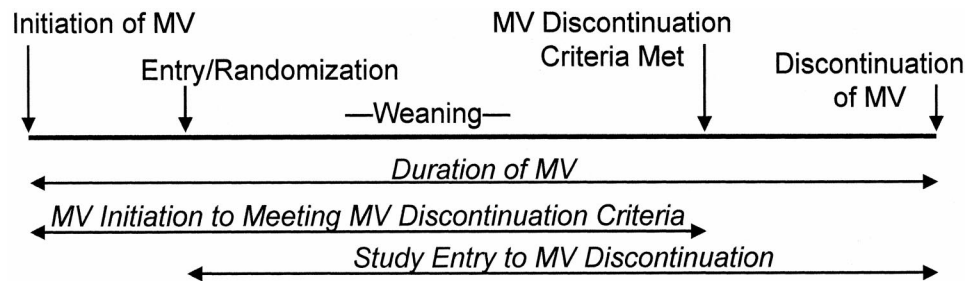 Initiation of MV
MV Discontinuation
Criteria Met
Entry/Randomization
Discontinuation
of MV
—Weaning—
Duration of MV
MV Initiation to Meeting MV Discontinuation Criteria
Study Entry to MV Discontinuation